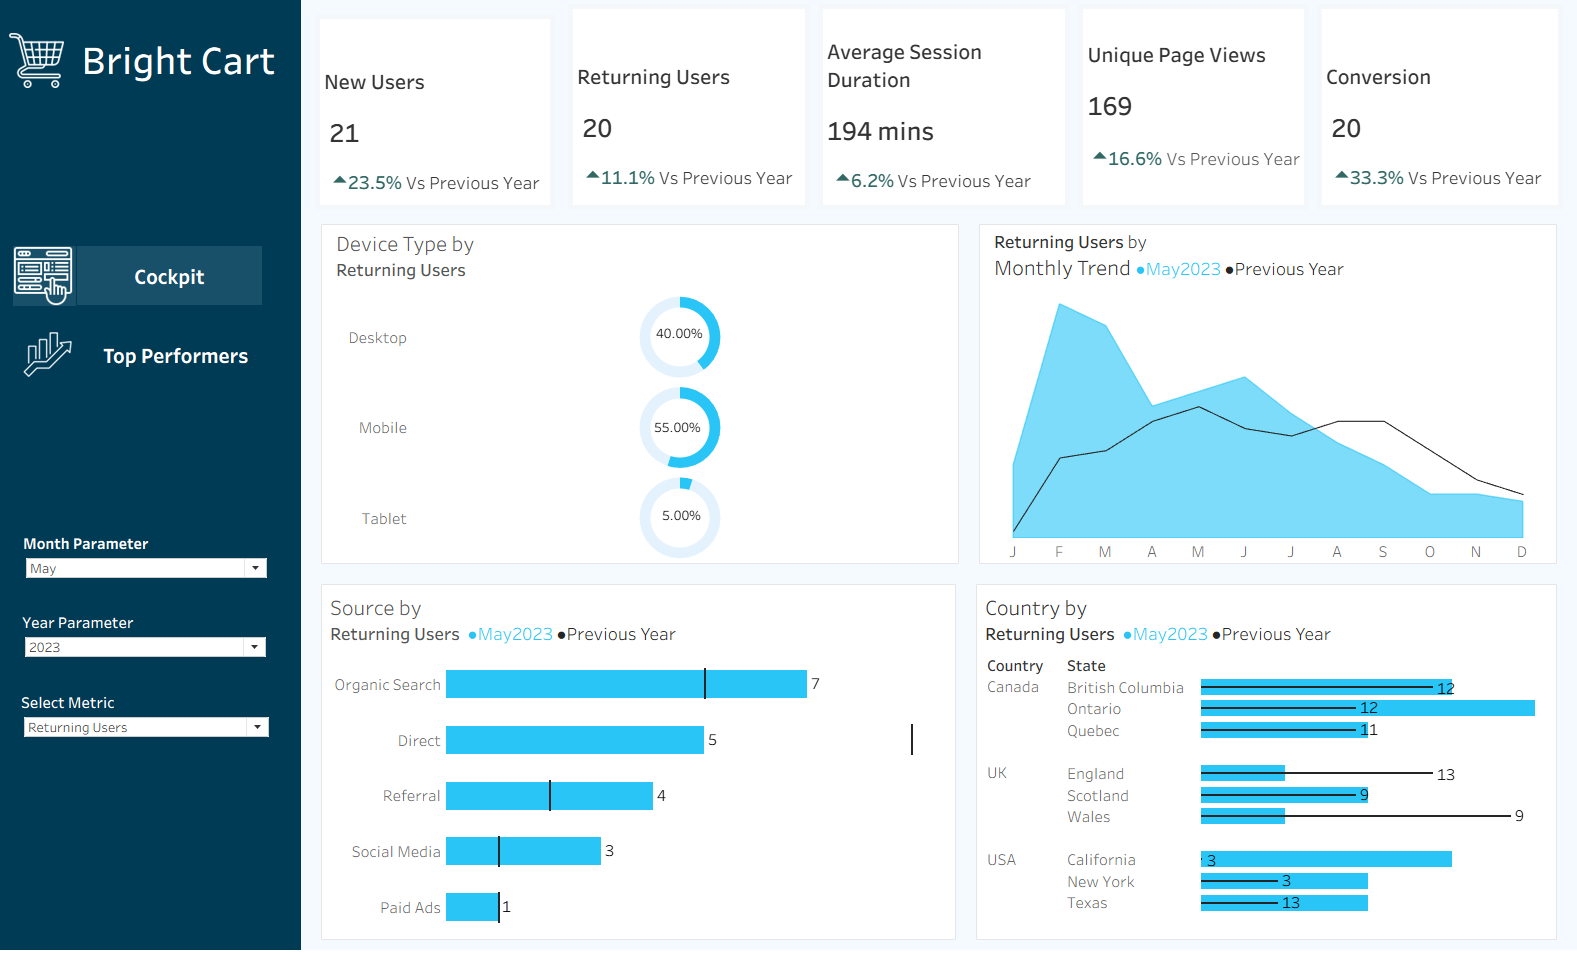 Bright Cart
Cockpit
Top Performers
Month Parameter
May
Year Parameter
2023
Select Metric
Returning Users
New Users
21
23.5% Vs Previous Year
Returning Users
20
11.1% Vs Previous Year
Average Session
Duration
194 mins
6.2% Vs Previous Year
Unique Page Views
169
16.6% Vs Previous Year
Conversion
20
33.3% Vs Previous Year
Device Type by
Returning Users
Desktop 40.00%
Mobile 55.00%
Tablet 5.00%
Returning Users by
Monthly Trend ●May2023 ●Previous Year
J F M A M J J A S O N D
Source by
Returning Users ●May2023 ●Previous Year
Organic Search 7
Direct 5
Referral 4
Social Media 3
Paid Ads 1
Country by
Returning Users ●May2023 ●Previous Year
Country State
Canada British Columbia 12
Ontario 12
Quebec 11
UK England 13
Scotland 9
Wales 9
USA California 3
New York 3
Texas 13